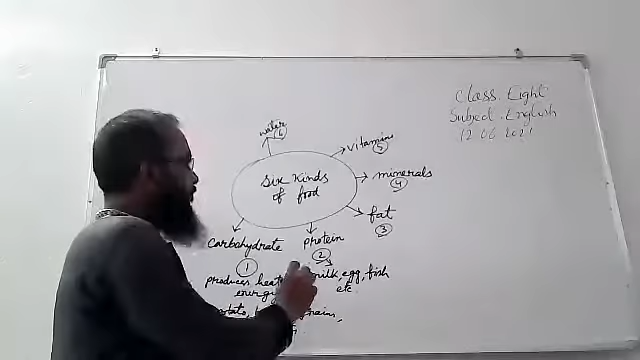 Class. Eight
Subject. English
12 06 2021
water
6
vitamins
5
Six Kinds
of food
minerals
4
fat
3
Carbohydrate
1
protein
2
produces heat
energy
milk, egg, fish
etc.